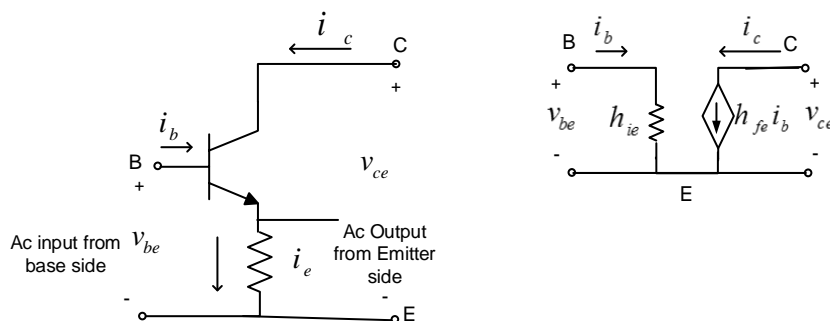 i c
C
+
i b
B
+
v ce
Ac input from
base side
v be
i e
Ac Output
from Emitter
side
-
-
E
B
i b
i c
C
+
+
v be
h ie
h fe i b
v ce
-
-
E